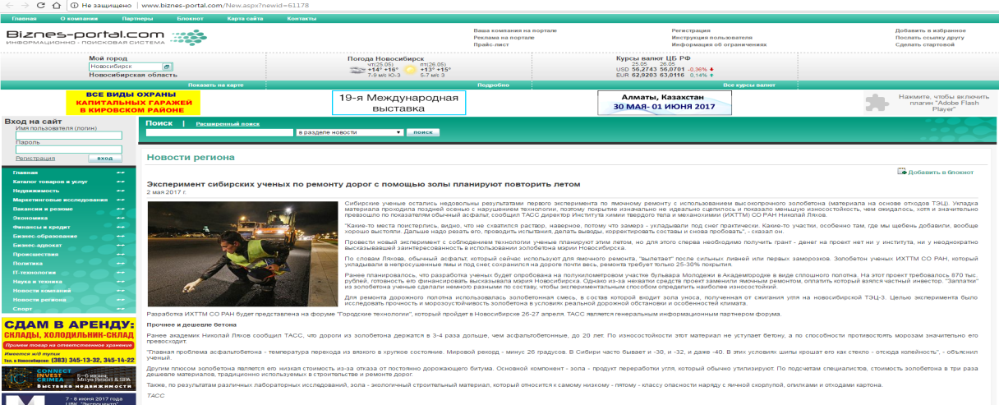 Не защищено | www.biznes-portal.com/New.aspx?newid=61178
Главная О компании Партнеры Блокнот Карта сайта Контакты
Biznes-portal.com
ИНФОРМАЦИОННО - ПОИСКОВАЯ СИСТЕМА
Ваша компания на портале
Реклама на портале
Прайс-лист
Регистрация
Инструкция пользователя
Информация об ограничениях
Добавить в избранное
Послать ссылку другу
Сделать стартовой
Мой город
Новосибирск
Новосибирская область
Показать на карте
Погода Новосибирск
чт(25.05) пт(26.05)
+14° +16° +13° +15°
7-9 м/с Ю-З 5-7 м/с З
Подробно
Курсы валют ЦБ РФ
25.05 26.05
USD 56,2743 56,0701 -0,36%
EUR 62,9203 63,0116 0,14%
Все курсы валют
ВСЕ ВИДЫ ОХРАНЫ
КАПИТАЛЬНЫХ ГАРАЖЕЙ
В КИРОВСКОМ РАЙОНЕ
19-я Международная
выставка
Алматы, Казахстан
30 МАЯ- 01 ИЮНЯ 2017
Нажмите, чтобы включить
плагин "Adobe Flash
Player"
Вход на сайт
Имя пользователя (логин)
Пароль
Регистрация вход
Главная
Каталог товаров и услуг
Недвижимость
Маркетинговые исследования
Вакансии и резюме
Экономика
Финансы и кредит
Бизнес-образование
Бизнес-адвокат
Происшествия
Политика
IT-технологии
Наука и техника
Новости компаний
Новости региона
Спорт
СДАМ В АРЕНДУ:
СКЛАДЫ, ХОЛОДИЛЬНИК-СКЛАД
Примем товар на ответственное хранение
Имеется ж/д тупик
Тел. в Новосибирске: (383) 345-13-32, 345-14-22
CONNECT
INVEST
CRIMEA
5-6 июня,
Mriya Resort & SPA
Выставка недвижимости
7 - 8 июня 2017 года
ЦВК "Экспоцентр"
Поиск | Расширенный поиск
в разделе новости поиск
Новости региона
Добавить в блокнот
Эксперимент сибирских ученых по ремонту дорог с помощью золы планируют повторить летом
2 мая 2017 г.
Сибирские ученые остались недовольны результатами первого эксперимента по ямочному ремонту с использованием высокопрочного золобетона (материала на основе отходов ТЭЦ). Укладка
материала проходила поздней осенью с нарушением технологии, поэтому покрытие изначально не идеально сцепилось и показало меньшую износостойкость, чем ожидалось, хотя и значительно
превзошло по показателям обычный асфальт, сообщил ТАСС директор Института химии твердого тела и механохимии (ИХТТМ) СО РАН Николай Ляхов.
"Какие-то места поистерлись, видно, что не схватился раствор, наверное, потому что замерз - укладывали под снег практически. Какие-то участки, особенно там, где мы щебень добавили, вообще
хорошо выстояли. Дальше надо резать его, проводить испытания, делать выводы, корректировать составы и снова пробовать", - сказал он.
Провести новый эксперимент с соблюдением технологии ученые планируют этим летом, но для этого сперва необходимо получить грант - денег на проект нет ни у института, ни у неоднократно
высказывавшей заинтересованность в использовании золобетона мэрии Новосибирска.
По словам Ляхова, обычный асфальт, который сейчас используют для ямочного ремонта, "вылетает" после сильных ливней или первых заморозков. Золобетон ученых ИХТТМ СО РАН, который
укладывали в непросушенные ямы и под снег сохранился на дороге почти весь, ремонта требует только 25-30% покрытия.
Ранее планировалось, что разработка ученых будет опробована на полукилометровом участке бульвара Молодежи в Академгородке в виде сплошного полотна. На этот проект требовалось 870 тыс.
рублей, готовность его финансировать высказывала мэрия Новосибирска. Однако из-за нехватки средств проект заменили ямочным ремонтом, оплатить который взялся частный инвестор. "Заплатки"
из золобетона ученые сделали немного разными по составу, чтобы экспериментальным способом определить наиболее износостойкий.
Для ремонта дорожного полотна использовалась золобетонная смесь, в состав которой входит зола уноса, полученная от сжигания угля на новосибирской ТЭЦ-3. Целью эксперимента было
исследовать прочность и морозоустойчивость золобетона в условиях реальной дорожной обстановки и особенностей климата.
Разработка ИХТТМ СО РАН будет представлена на форуме "Городские технологии", который пройдет в Новосибирске 26-27 апреля. ТАСС является генеральным информационным партнером форума.
Прочнее и дешевле бетона
Ранее академик Николай Ляхов сообщил ТАСС, что дороги из золобетона держатся в 3-4 раза дольше, чем асфальтобетонные, до 20 лет. По износостойкости этот материал не уступает бетону, а по способности противостоять морозам значительно его
превосходит.
"Главная проблема асфальтобетона - температура перехода из вязкого в хрупкое состояние. Мировой рекорд - минус 26 градусов. В Сибири часто бывает и -30, и -32, и даже -40. В этих условиях шипы крошат его как стекло - отсюда колейность", - объяснил
ученый.
Другим плюсом золобетона является его низкая стоимость из-за отказа от постоянно дорожающего битума. Основной компонент - зола - продукт переработки угля, который обычно утилизируют. По подсчетам специалистов, стоимость золобетона в три раза
дешевле материалов, традиционно используемых в строительстве и ремонте дорог.
Также, по результатам различных лабораторных исследований, зола - экологичный строительный материал, который относится к самому низкому - пятому - классу опасности наряду с яичной скорлупой, опилками и отходами картона.
ТАСС